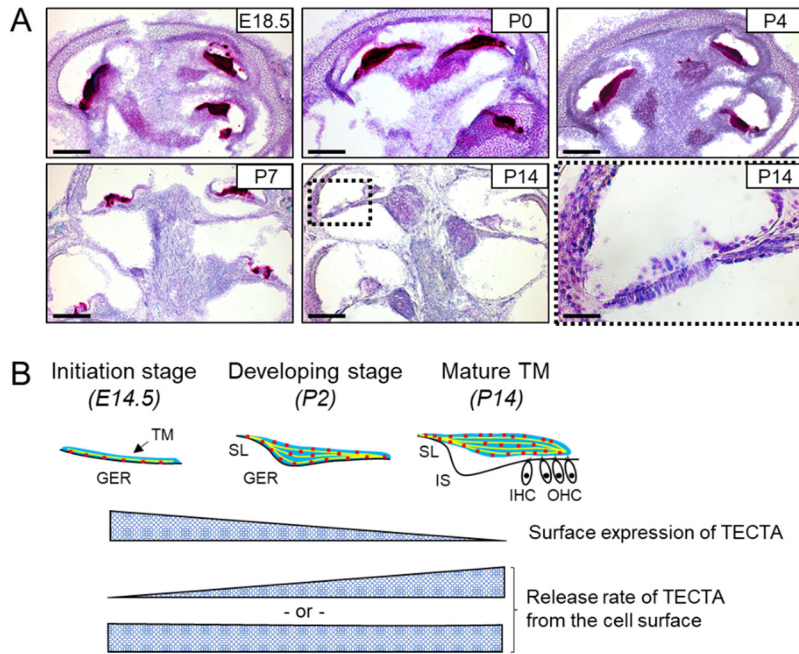 A
E18.5
P0
P4
P7
P14
P14
B
Initiation stage
(E14.5)
Developing stage
(P2)
Mature TM
(P14)
TM
GER
SL
GER
SL
IS
IHC
OHC
Surface expression of TECTA
- or -
Release rate of TECTA
from the cell surface